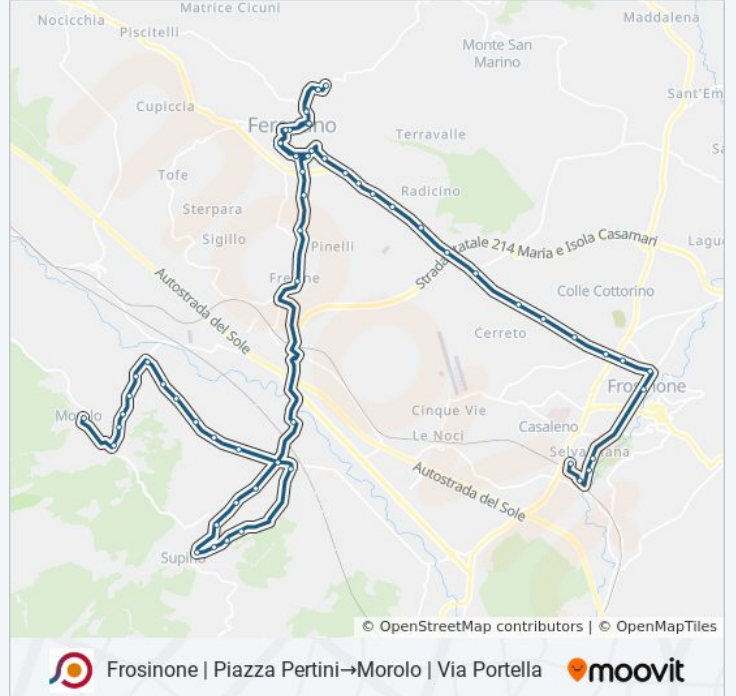 Matrice Cicuni
Nocicchia
Maddalena
Piscitelli
Monte San
Marino
Sant'Em
Cupiccia
Terravalle
Tofe
Radicino
Sterpara
Sigillo
Pinelli
Strada Statale 214 Maria e Isola Casamari
Lague
Autostrada del Sole
Colle Cottorino
Cerreto
Frosinone
Cinque Vie
Morolo
Casaleno
Le Noci
Autostrada del Sole
Supino
© OpenStreetMap contributors | © OpenMapTiles
Frosinone | Piazza Pertini→Morolo | Via Portella
moovit